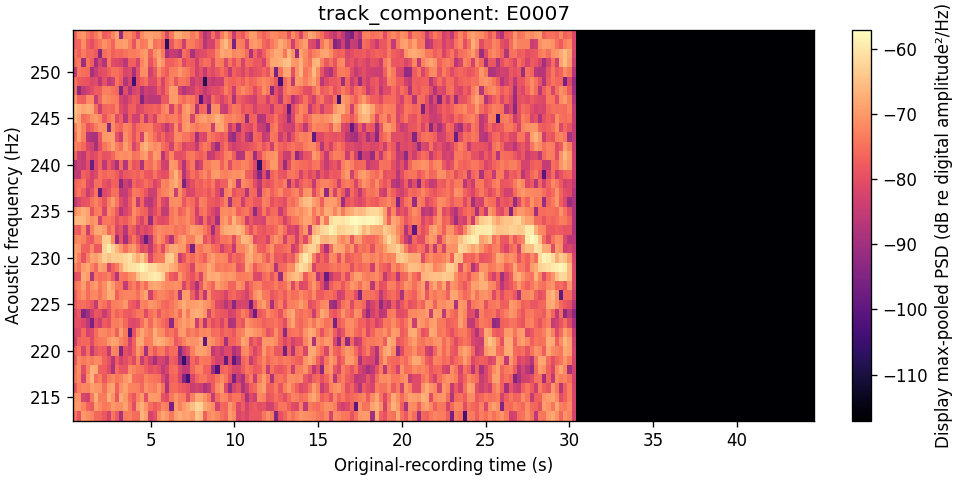 track_component: E0007
Acoustic frequency (Hz)
250
245
240
235
230
225
220
215
5 10 15 20 25 30 35 40
Original-recording time (s)
−60
−70
−80
−90
−100
−110
Display max-pooled PSD (dB re digital amplitude²/Hz)